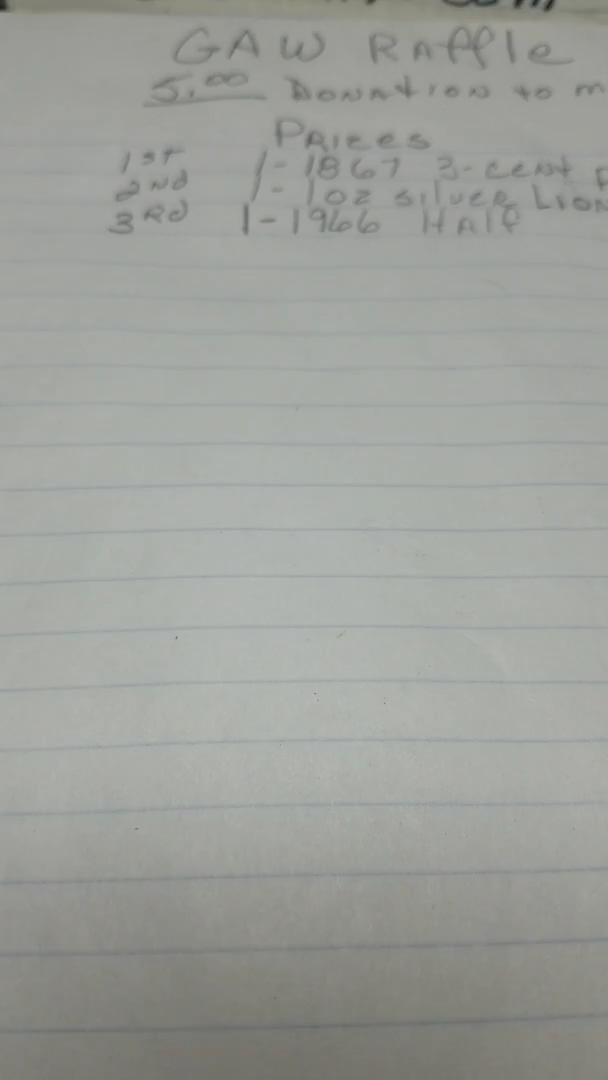 GAW Raffle
5.00 Donation to m
Prizes
1st 1-1867 3-cent
2nd 1-1oz silver Lion
3rd 1-1966 Half